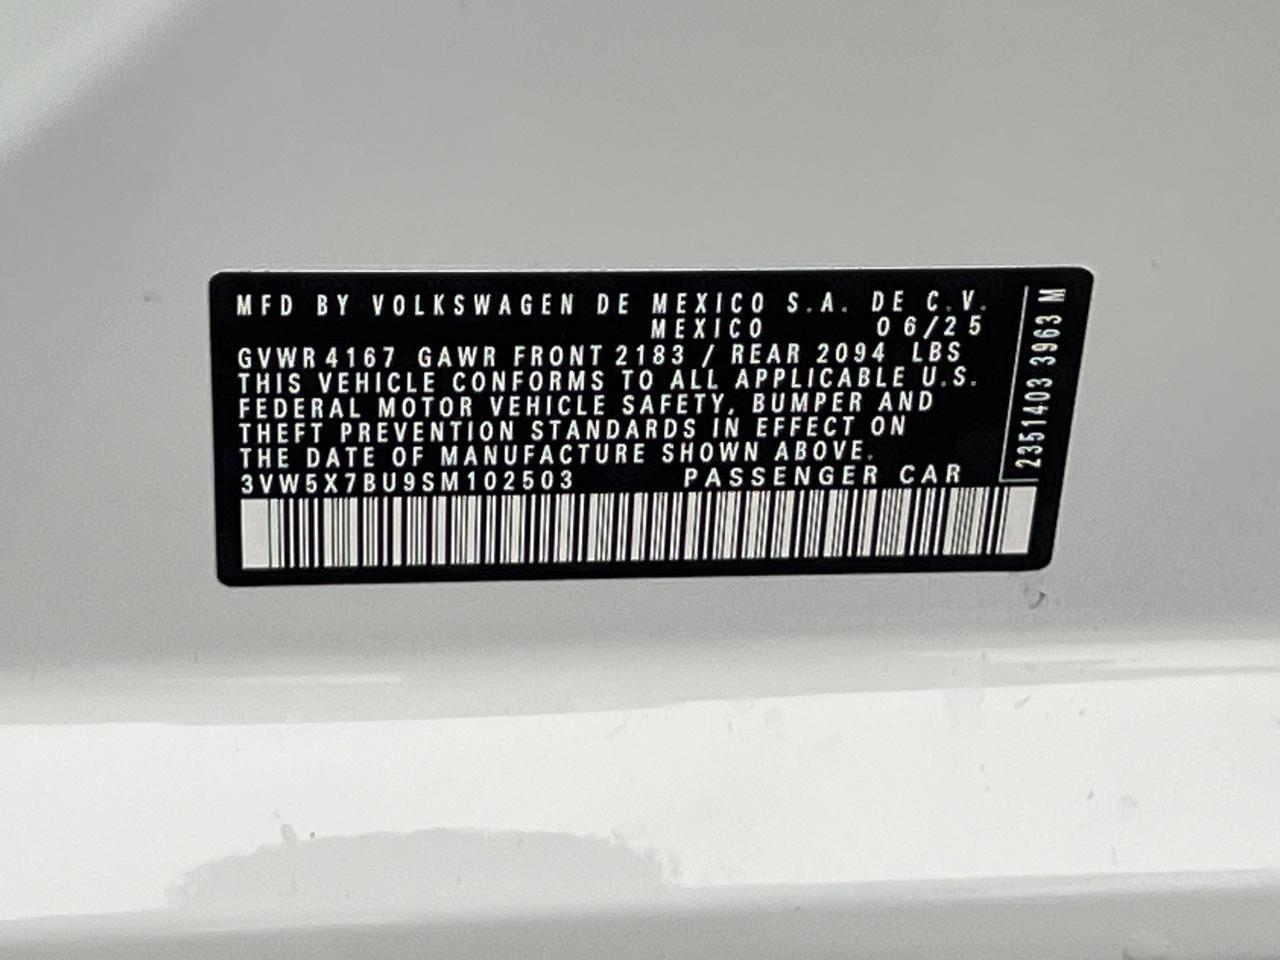 MFD BY VOLKSWAGEN DE MEXICO S.A. DE C.V.
MEXICO 06/25
GVWR 4167 GAWR FRONT 2183 / REAR 2094 LBS
THIS VEHICLE CONFORMS TO ALL APPLICABLE U.S.
FEDERAL MOTOR VEHICLE SAFETY, BUMPER AND
THEFT PREVENTION STANDARDS IN EFFECT ON
THE DATE OF MANUFACTURE SHOWN ABOVE.
3VW5X7BU9SM102503 PASSENGER CAR
2351403 3963 M